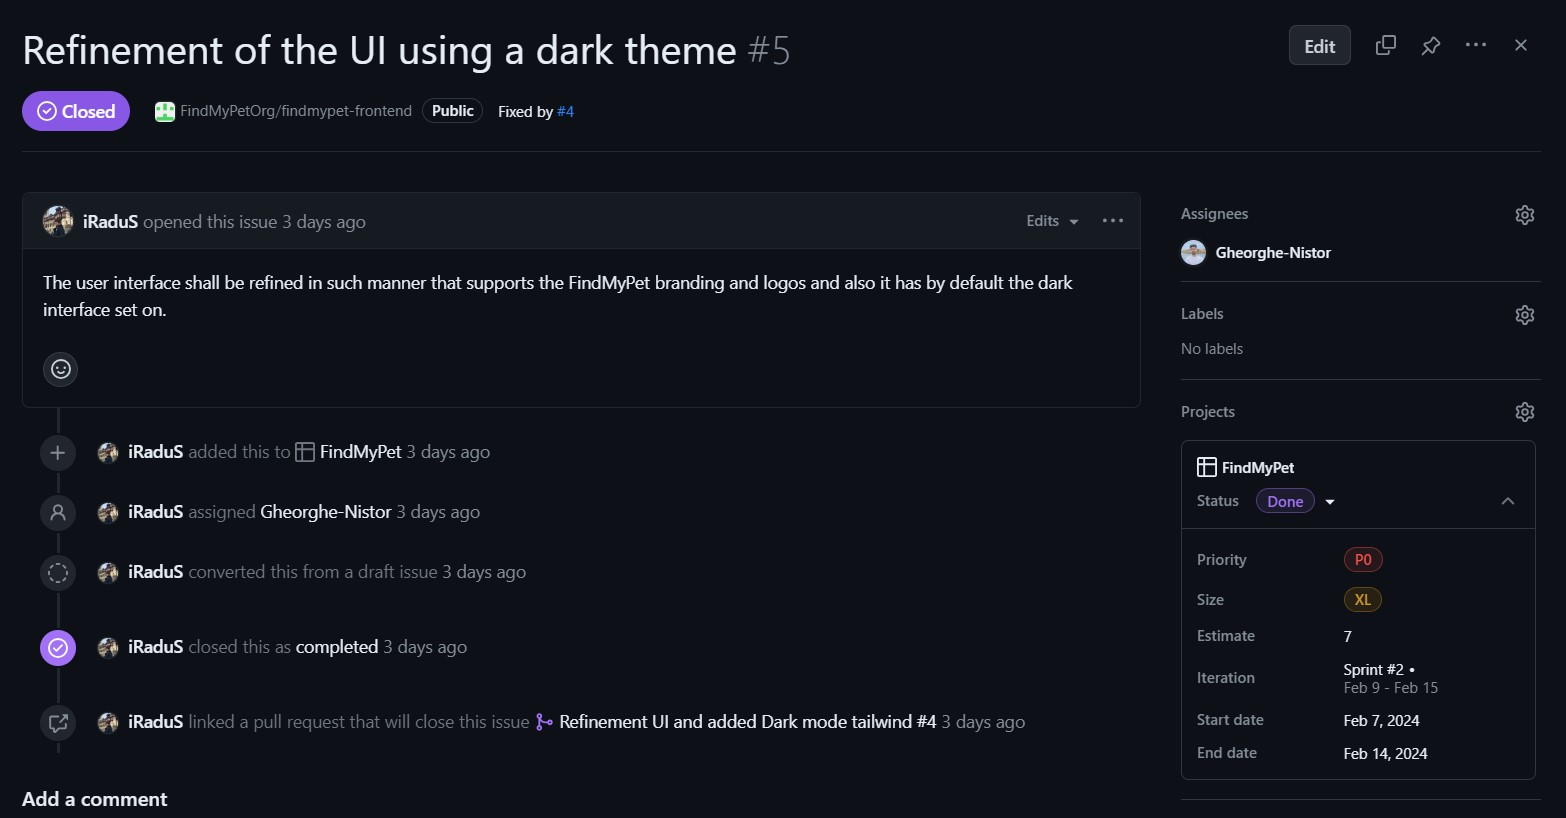 Refinement of the UI using a dark theme #5
Edit
Closed
FindMyPetOrg/findmypet-frontend
Public
Fixed by #4
iRaduS opened this issue 3 days ago
Edits
The user interface shall be refined in such manner that supports the FindMyPet branding and logos and also it has by default the dark
interface set on.
iRaduS added this to FindMyPet 3 days ago
iRaduS assigned Gheorghe-Nistor 3 days ago
iRaduS converted this from a draft issue 3 days ago
iRaduS closed this as completed 3 days ago
iRaduS linked a pull request that will close this issue Refinement UI and added Dark mode tailwind #4 3 days ago
Add a comment
Assignees
Gheorghe-Nistor
Labels
No labels
Projects
FindMyPet
Status Done
Priority P0
Size XL
Estimate 7
Iteration Sprint #2 •
Feb 9 - Feb 15
Start date Feb 7, 2024
End date Feb 14, 2024